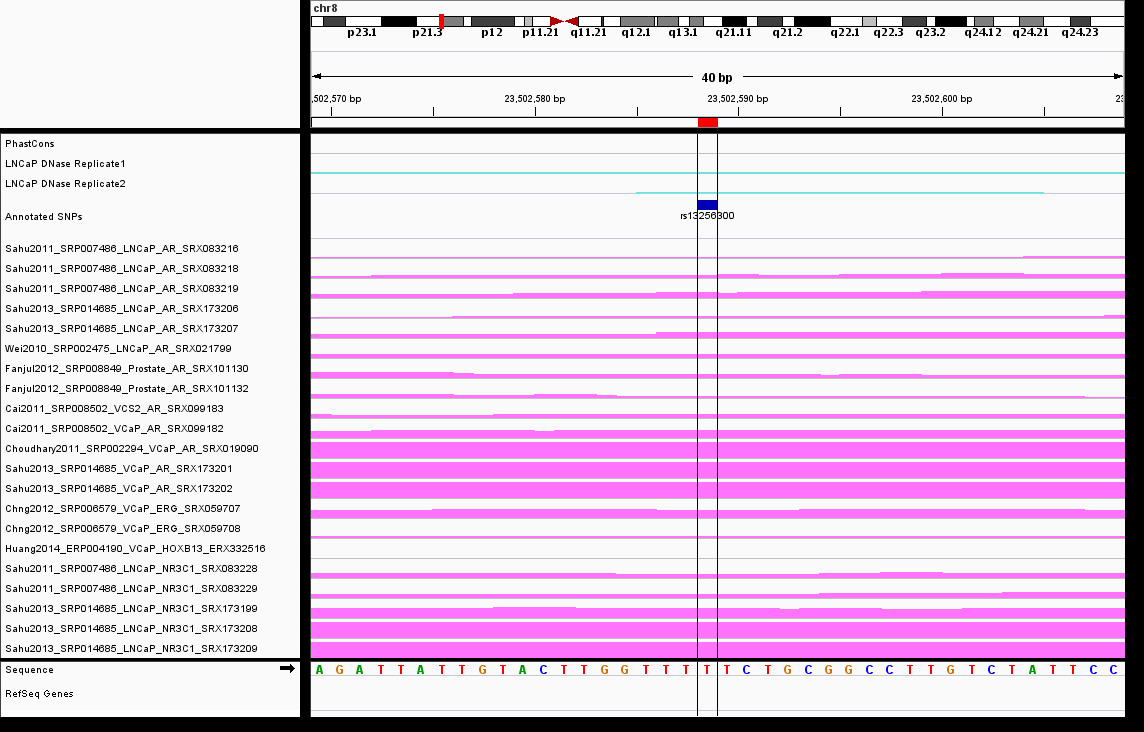 chr8
p23.1 p21.3 p12 p11.21 q11.21 q12.1 q13.1 q21.11 q21.2 q22.1 q22.3 q23.2 q24.12 q24.21 q24.23
40 bp
,502,570 bp 23,502,580 bp 23,502,590 bp 23,502,600 bp 23
PhastCons
LNCaP DNase Replicate1
LNCaP DNase Replicate2
Annotated SNPs
rs13256300
Sahu2011_SRP007486_LNCaP_AR_SRX083216
Sahu2011_SRP007486_LNCaP_AR_SRX083218
Sahu2011_SRP007486_LNCaP_AR_SRX083219
Sahu2013_SRP014685_LNCaP_AR_SRX173206
Sahu2013_SRP014685_LNCaP_AR_SRX173207
Wei2010_SRP002475_LNCaP_AR_SRX021799
Fanjul2012_SRP008849_Prostate_AR_SRX101130
Fanjul2012_SRP008849_Prostate_AR_SRX101132
Cai2011_SRP008502_VCS2_AR_SRX099183
Cai2011_SRP008502_VCaP_AR_SRX099182
Choudhary2011_SRP002294_VCaP_AR_SRX019090
Sahu2013_SRP014685_VCaP_AR_SRX173201
Sahu2013_SRP014685_VCaP_AR_SRX173202
Chng2012_SRP006579_VCaP_ERG_SRX059707
Chng2012_SRP006579_VCaP_ERG_SRX059708
Huang2014_ERP004190_VCaP_HOXB13_ERX332516
Sahu2011_SRP007486_LNCaP_NR3C1_SRX083228
Sahu2011_SRP007486_LNCaP_NR3C1_SRX083229
Sahu2013_SRP014685_LNCaP_NR3C1_SRX173199
Sahu2013_SRP014685_LNCaP_NR3C1_SRX173208
Sahu2013_SRP014685_LNCaP_NR3C1_SRX173209
Sequence A G A T T A T T G T A C T T G G T T T T T C T G C G G C C T T G T C T A T T C C
RefSeq Genes